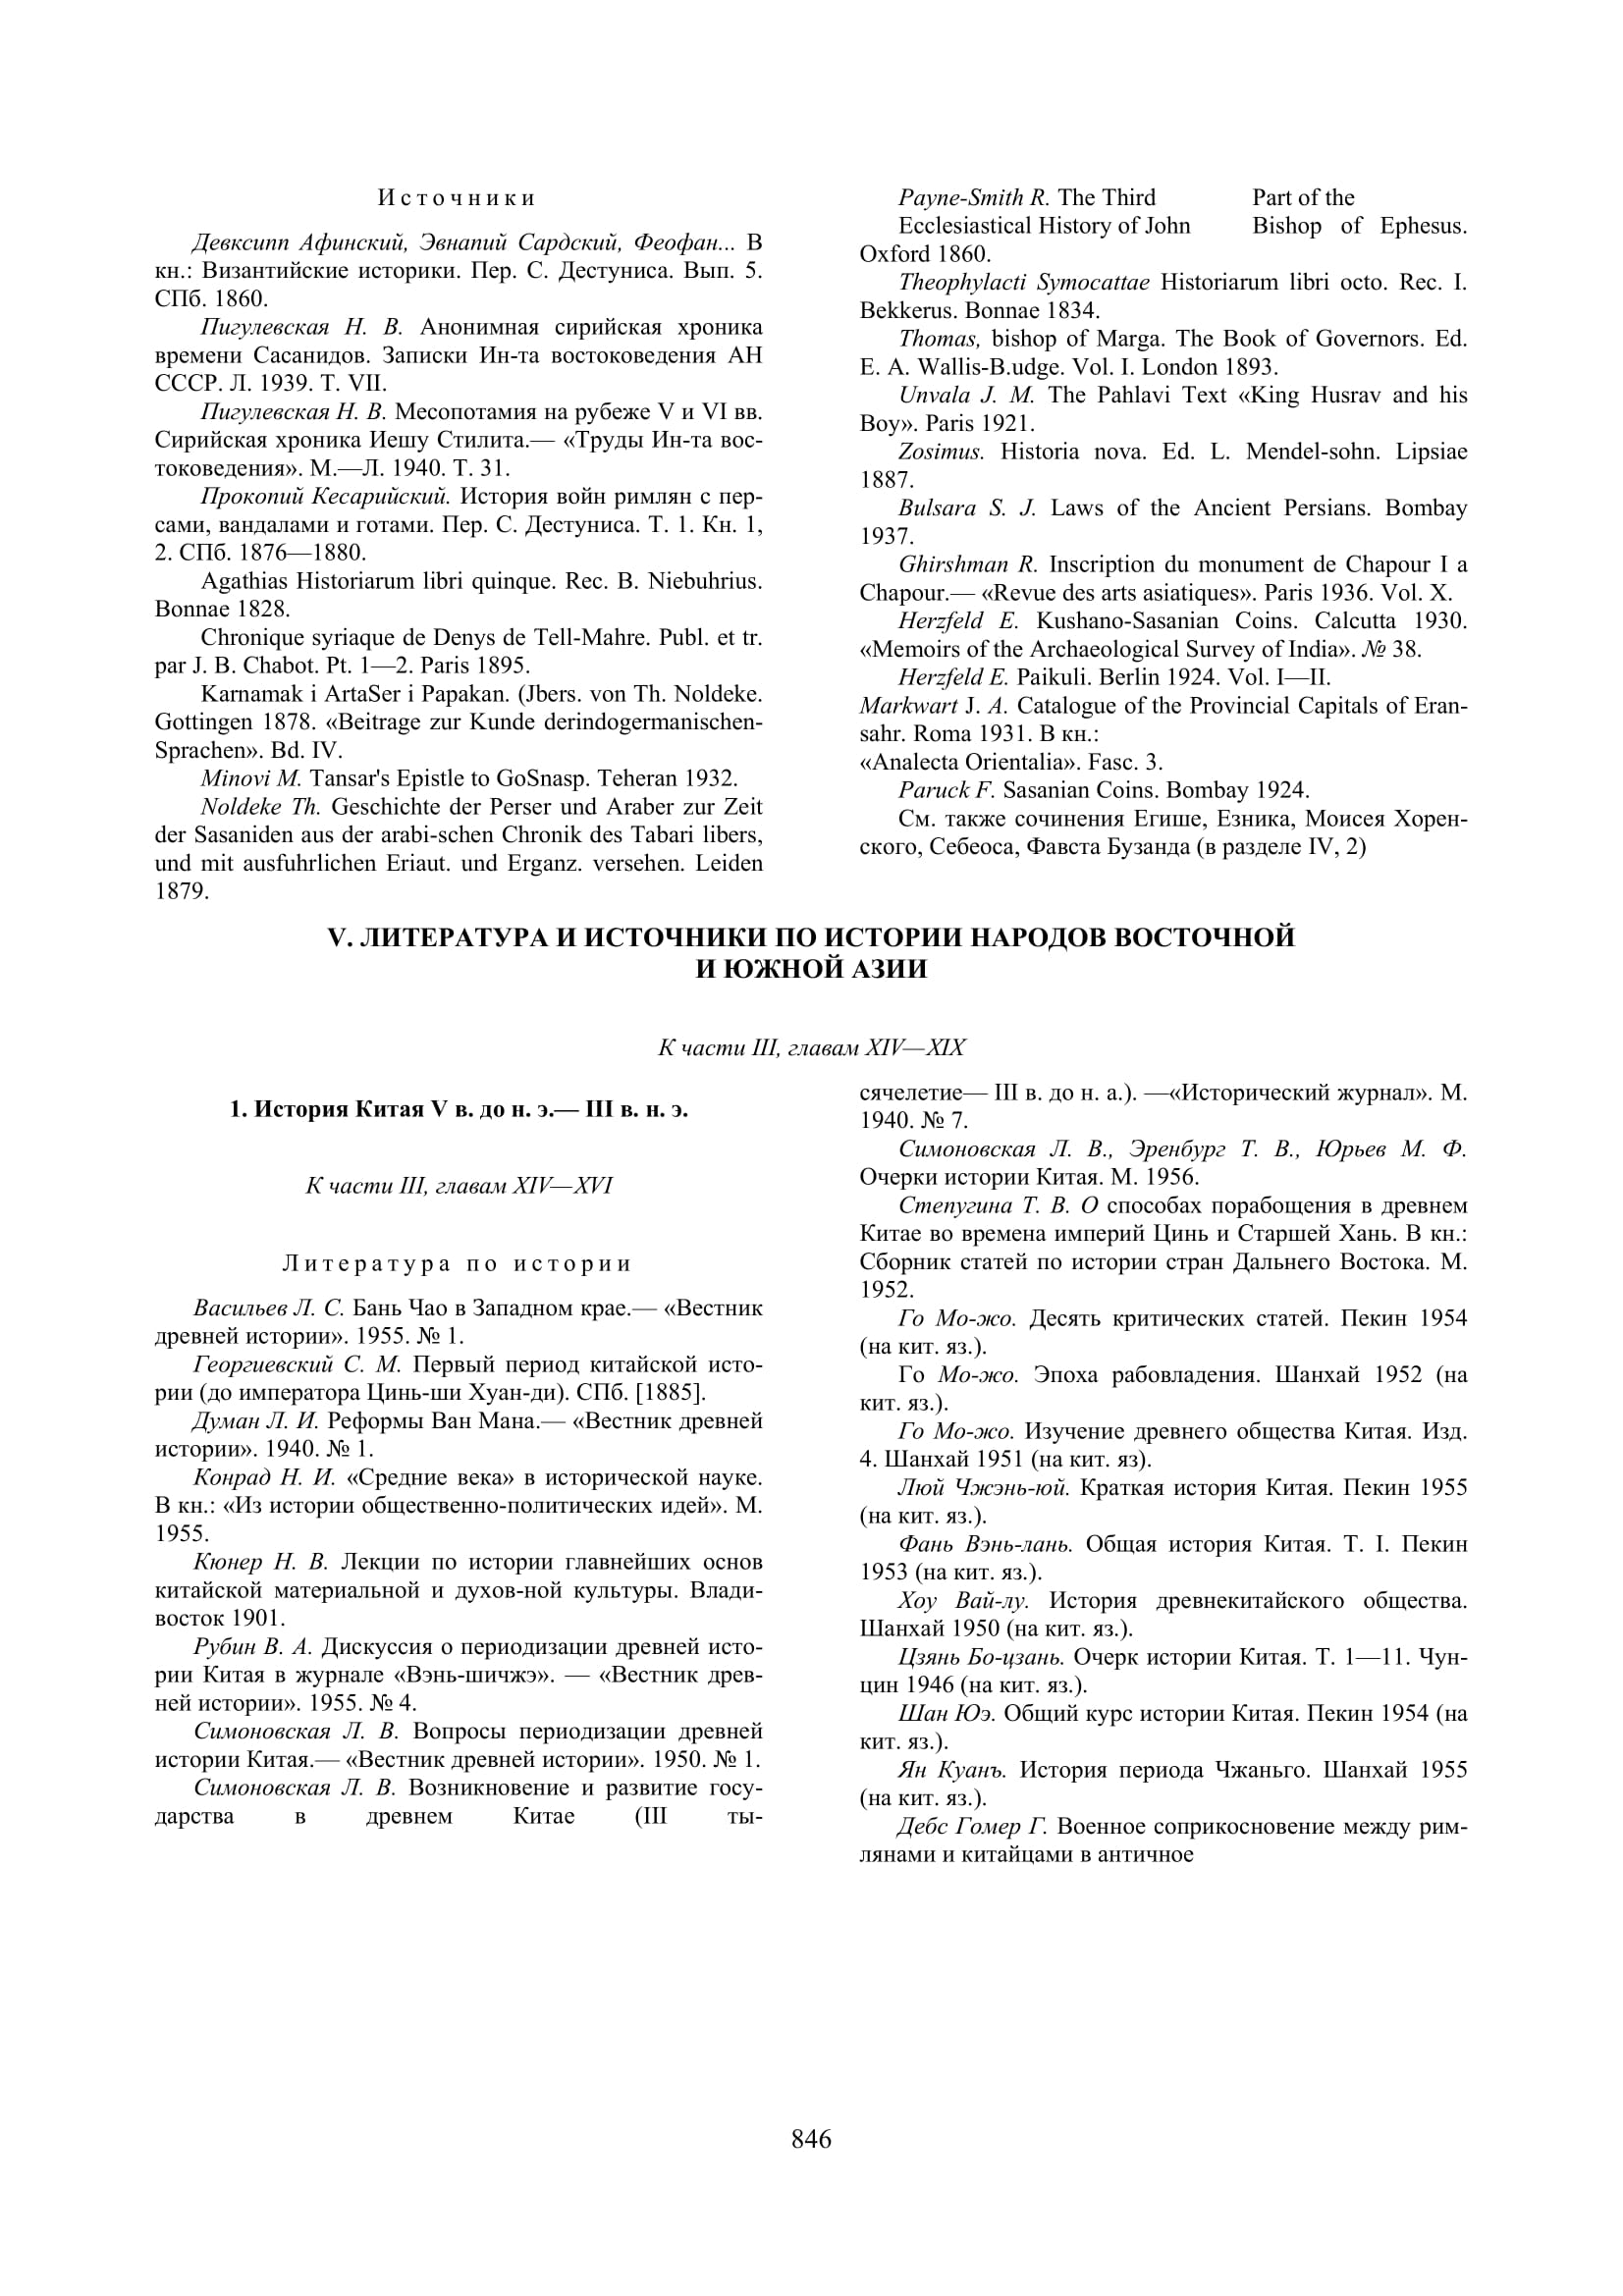 Источники
Девксипп Афинский, Эвнапий Сардский, Феофан... В
кн.: Византийские историки. Пер. С. Дестуниса. Вып. 5.
СПб. 1860.
Пигулевская Н. В. Анонимная сирийская хроника
времени Сасанидов. Записки Ин-та востоковедения АН
СССР. Л. 1939. Т. VII.
Пигулевская Н. В. Месопотамия на рубеже V и VI вв.
Сирийская хроника Иешу Стилита.— «Труды Ин-та вос-
токоведения». М.—Л. 1940. Т. 31.
Прокопий Кесарийский. История войн римлян с пер-
сами, вандалами и готами. Пер. С. Дестуниса. Т. 1. Кн. 1,
2. СПб. 1876—1880.
Agathias Historiarum libri quinque. Rec. B. Niebuhrius.
Bonnae 1828.
Chronique syriaque de Denys de Tell-Mahre. Publ. et tr.
par J. B. Chabot. Pt. 1—2. Paris 1895.
Karnamak i ArtaSer i Papakan. (Jbers. von Th. Noldeke.
Gottingen 1878. «Beitrage zur Kunde derindogermanischen-
Sprachen». Bd. IV.
Minovi M. Tansar's Epistle to GoSnasp. Teheran 1932.
Noldeke Th. Geschichte der Perser und Araber zur Zeit
der Sasaniden aus der arabi-schen Chronik des Tabari libers,
und mit ausfuhrlichen Eriaut. und Erganz. versehen. Leiden
1879.
Payne-Smith R. The Third Part of the
Ecclesiastical History of John Bishop of Ephesus.
Oxford 1860.
Theophylacti Symocattae Historiarum libri octo. Rec. I.
Bekkerus. Bonnae 1834.
Thomas, bishop of Marga. The Book of Governors. Ed.
E. A. Wallis-B.udge. Vol. I. London 1893.
Unvala J. M. The Pahlavi Text «King Husrav and his
Boy». Paris 1921.
Zosimus. Historia nova. Ed. L. Mendel-sohn. Lipsiae
1887.
Bulsara S. J. Laws of the Ancient Persians. Bombay
1937.
Ghirshman R. Inscription du monument de Chapour I a
Chapour.— «Revue des arts asiatiques». Paris 1936. Vol. X.
Herzfeld E. Kushano-Sasanian Coins. Calcutta 1930.
«Memoirs of the Archaeological Survey of India». № 38.
Herzfeld E. Paikuli. Berlin 1924. Vol. I—II.
Markwart J. A. Catalogue of the Provincial Capitals of Eran-
sahr. Roma 1931. В кн.:
«Analecta Orientalia». Fasc. 3.
Paruck F. Sasanian Coins. Bombay 1924.
См. также сочинения Егише, Езника, Моисея Хорен-
ского, Себеоса, Фавста Бузанда (в разделе IV, 2)
V. ЛИТЕРАТУРА И ИСТОЧНИКИ ПО ИСТОРИИ НАРОДОВ ВОСТОЧНОЙ
И ЮЖНОЙ АЗИИ
К части III, главам XIV—XIX
1. История Китая V в. до н. э.— III в. н. э.
К части III, главам XIV—XVI
Литература по истории
Васильев Л. С. Бань Чао в Западном крае.— «Вестник
древней истории». 1955. № 1.
Георгиевский С. М. Первый период китайской исто-
рии (до императора Цинь-ши Хуан-ди). СПб. [1885].
Думан Л. И. Реформы Ван Мана.— «Вестник древней
истории». 1940. № 1.
Конрад Н. И. «Средние века» в исторической науке.
В кн.: «Из истории общественно-политических идей». М.
1955.
Кюнер Н. В. Лекции по истории главнейших основ
китайской материальной и духов-ной культуры. Влади-
восток 1901.
Рубин В. А. Дискуссия о периодизации древней исто-
рии Китая в журнале «Вэнь-шичжэ». — «Вестник древ-
ней истории». 1955. № 4.
Симоновская Л. В. Вопросы периодизации древней
истории Китая.— «Вестник древней истории». 1950. № 1.
Симоновская Л. В. Возникновение и развитие госу-
дарства в древнем Китае (III ты-
сячелетие— III в. до н. а.). —«Исторический журнал». М.
1940. № 7.
Симоновская Л. В., Эренбург Т. В., Юрьев М. Ф.
Очерки истории Китая. М. 1956.
Степугина Т. В. О способах порабощения в древнем
Китае во времена империй Цинь и Старшей Хань. В кн.:
Сборник статей по истории стран Дальнего Востока. М.
1952.
Го Мо-жо. Десять критических статей. Пекин 1954
(на кит. яз.).
Го Мо-жо. Эпоха рабовладения. Шанхай 1952 (на
кит. яз.).
Го Мо-жо. Изучение древнего общества Китая. Изд.
4. Шанхай 1951 (на кит. яз).
Люй Чжэнь-юй. Краткая история Китая. Пекин 1955
(на кит. яз.).
Фань Вэнь-лань. Общая история Китая. Т. I. Пекин
1953 (на кит. яз.).
Хоу Вай-лу. История древнекитайского общества.
Шанхай 1950 (на кит. яз.).
Цзянь Бо-цзань. Очерк истории Китая. Т. 1—11. Чун-
цин 1946 (на кит. яз.).
Шан Юэ. Общий курс истории Китая. Пекин 1954 (на
кит. яз.).
Ян Куанъ. История периода Чжаньго. Шанхай 1955
(на кит. яз.).
Дебс Гомер Г. Военное соприкосновение между рим-
лянами и китайцами в античное
846